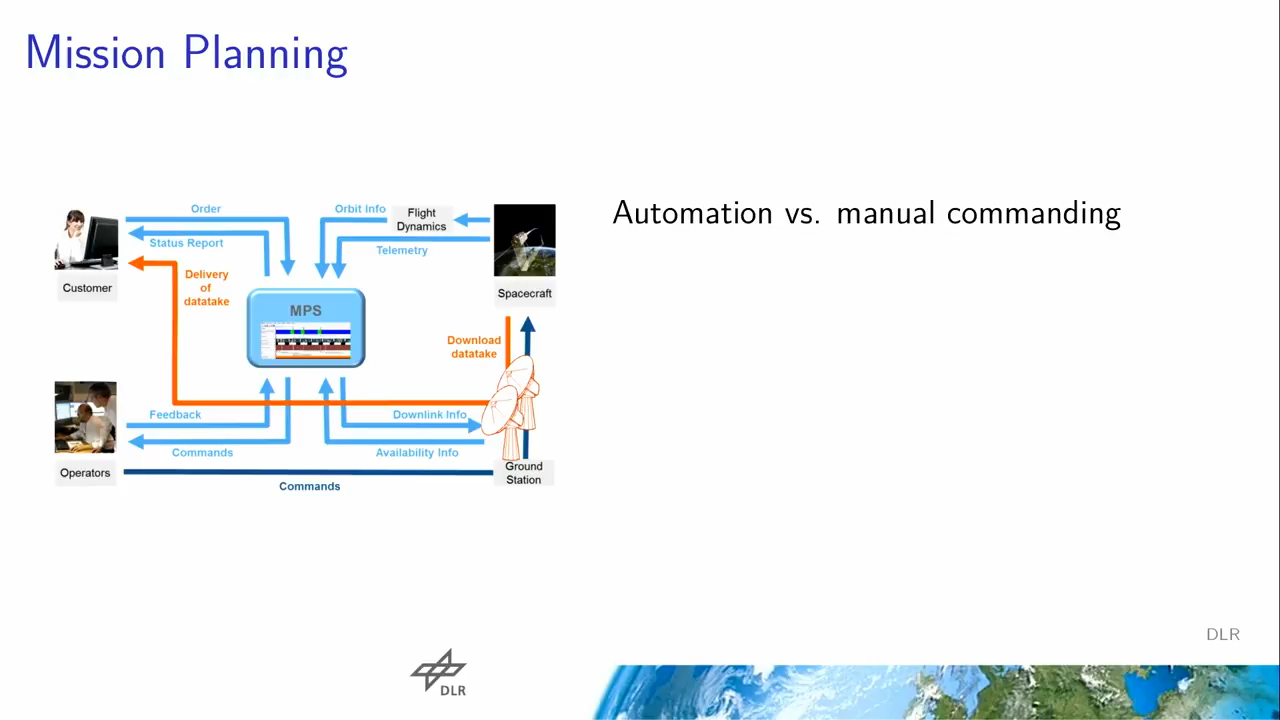 Mission Planning
Automation vs. manual commanding
Order
Status Report
Orbit Info
Flight
Dynamics
Telemetry
Customer
Delivery
of
datatake
Spacecraft
MPS
Download
datatake
Feedback
Downlink Info
Commands
Availability Info
Operators
Ground
Station
Commands
DLR
DLR